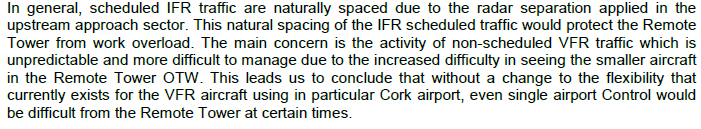 In general, scheduled IFR traffic are naturally spaced due to the radar separation applied in the
upstream approach sector. This natural spacing of the IFR scheduled traffic would protect the Remote
Tower from work overload. The main concern is the activity of non-scheduled VFR traffic which is
unpredictable and more difficult to manage due to the increased difficulty in seeing the smaller aircraft
in the Remote Tower OTW. This leads us to conclude that without a change to the flexibility that
currently exists for the VFR aircraft using in particular Cork airport, even single airport Control would
be difficult from the Remote Tower at certain times.